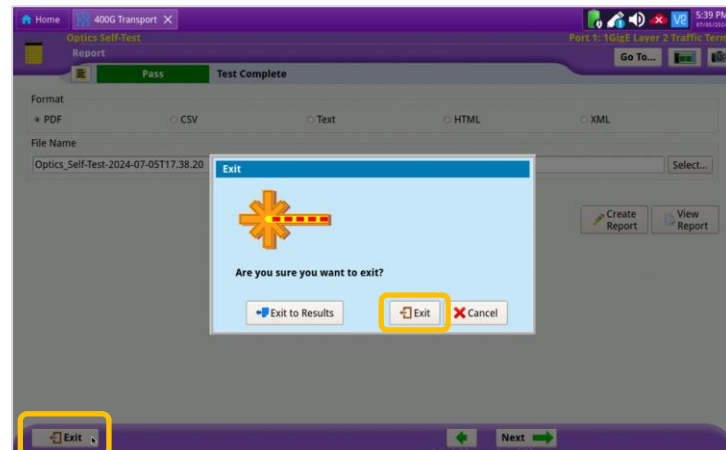 Home
400G Transport
5:39 PM
07/05/2024
Optics Self-Test
Port 1: 1GigE Layer 2 Traffic Term
Report
Go To...
Pass
Test Complete
Format
PDF
CSV
Text
HTML
XML
File Name
Optics_Self-Test-2024-07-05T17.38.20
Select...
Exit
Create
Report
View
Report
Are you sure you want to exit?
Exit to Results
Exit
Cancel
Exit
Next